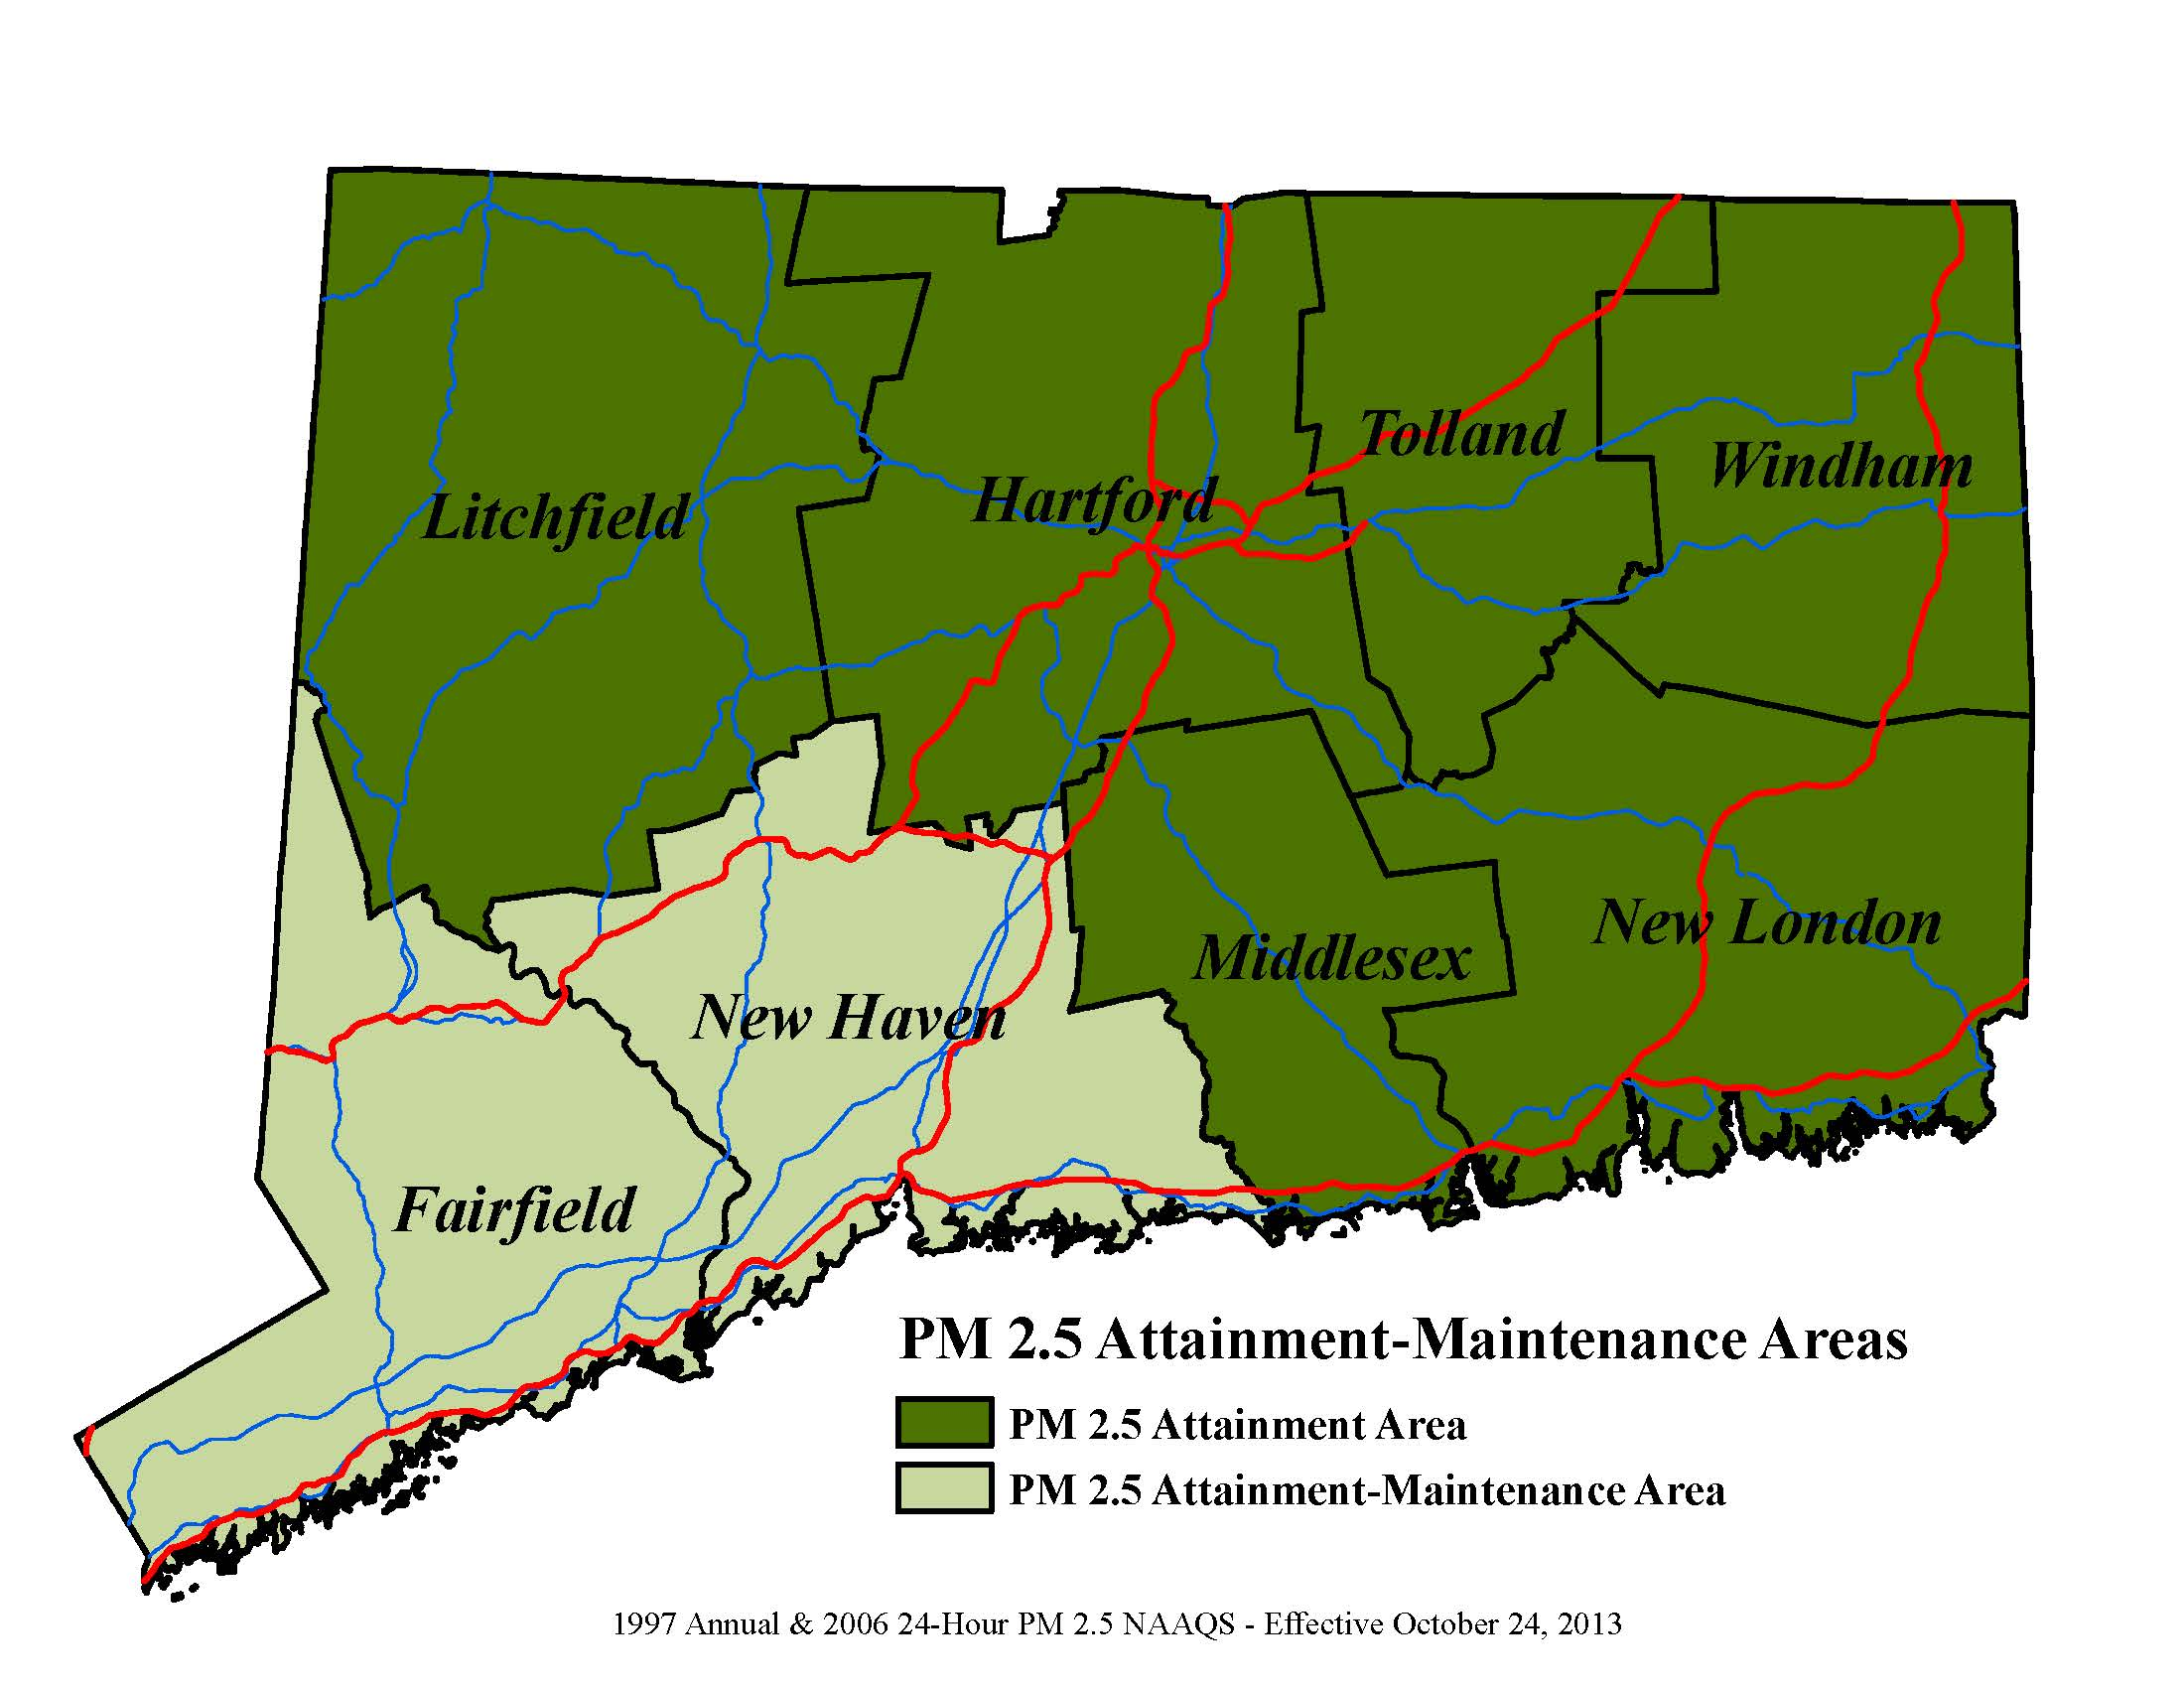 Tolland
Windham
Hartford
Litchfield
New London
Middlesex
New Haven
Fairfield
PM 2.5 Attainment-Maintenance Areas
PM 2.5 Attainment Area
PM 2.5 Attainment-Maintenance Area
1997 Annual & 2006 24-Hour PM 2.5 NAAQS - Effective October 24, 2013